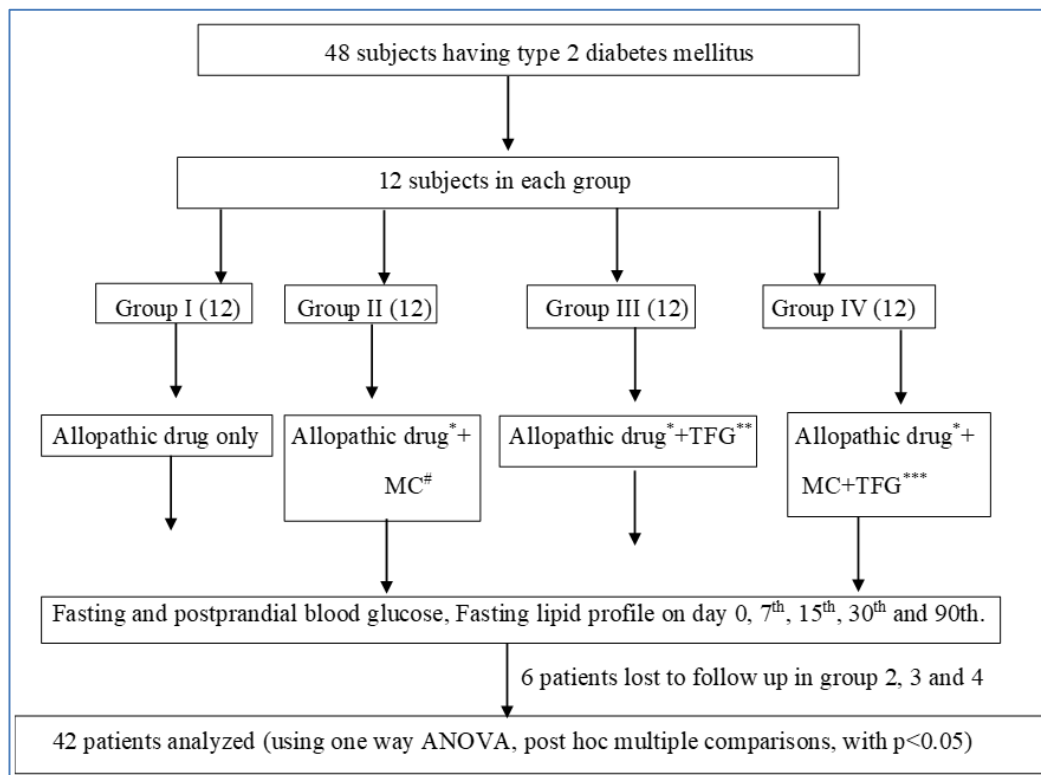 48 subjects having type 2 diabetes mellitus
12 subjects in each group
Group I (12)
Group II (12)
Group III (12)
Group IV (12)
Allopathic drug only
Allopathic drug*+
MC#
Allopathic drug*+TFG**
Allopathic drug*+
MC+TFG***
Fasting and postprandial blood glucose, Fasting lipid profile on day 0, 7th, 15th, 30th and 90th.
6 patients lost to follow up in group 2, 3 and 4
42 patients analyzed (using one way ANOVA, post hoc multiple comparisons, with p<0.05)